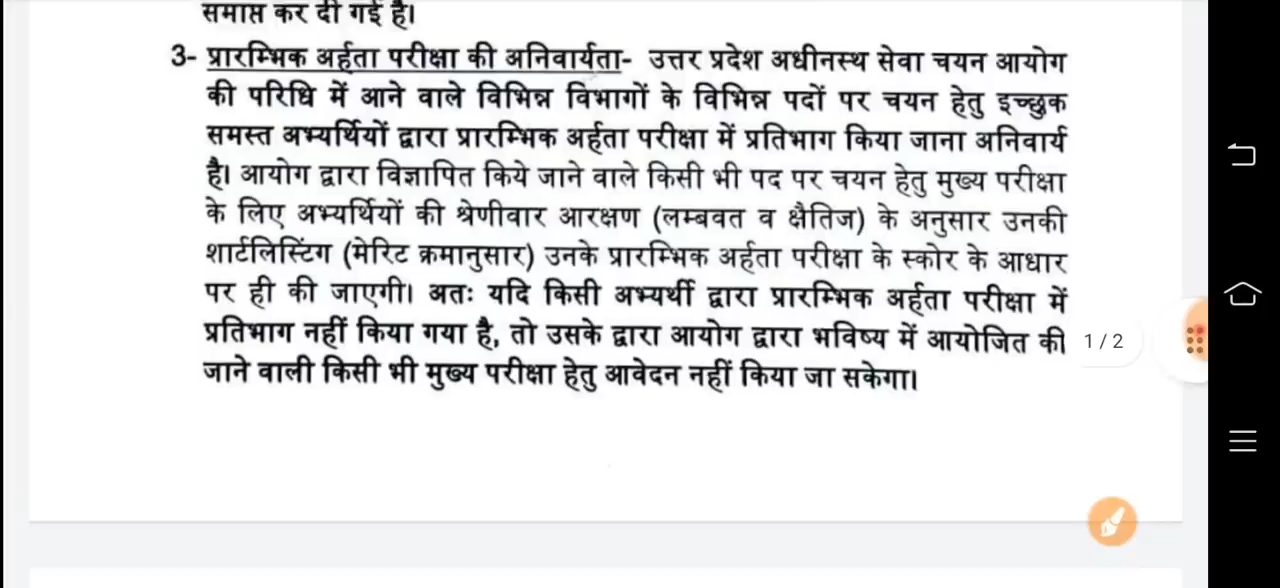 समाप्त कर दी गई है।
3- प्रारम्भिक अर्हता परीक्षा की अनिवार्यता- उत्तर प्रदेश अधीनस्थ सेवा चयन आयोग
की परिधि में आने वाले विभिन्न विभागों के विभिन्न पदों पर चयन हेतु इच्छुक
समस्त अभ्यर्थियों द्वारा प्रारम्भिक अर्हता परीक्षा में प्रतिभाग किया जाना अनिवार्य
है। आयोग द्वारा विज्ञापित किये जाने वाले किसी भी पद पर चयन हेतु मुख्य परीक्षा
के लिए अभ्यर्थियों की श्रेणीवार आरक्षण (लम्बवत व क्षैतिज) के अनुसार उनकी
शार्टलिस्टिंग (मेरिट क्रमानुसार) उनके प्रारम्भिक अर्हता परीक्षा के स्कोर के आधार
पर ही की जाएगी। अतः यदि किसी अभ्यर्थी द्वारा प्रारम्भिक अर्हता परीक्षा में
प्रतिभाग नहीं किया गया है, तो उसके द्वारा आयोग द्वारा भविष्य में आयोजित की
जाने वाली किसी भी मुख्य परीक्षा हेतु आवेदन नहीं किया जा सकेगा।
1/2